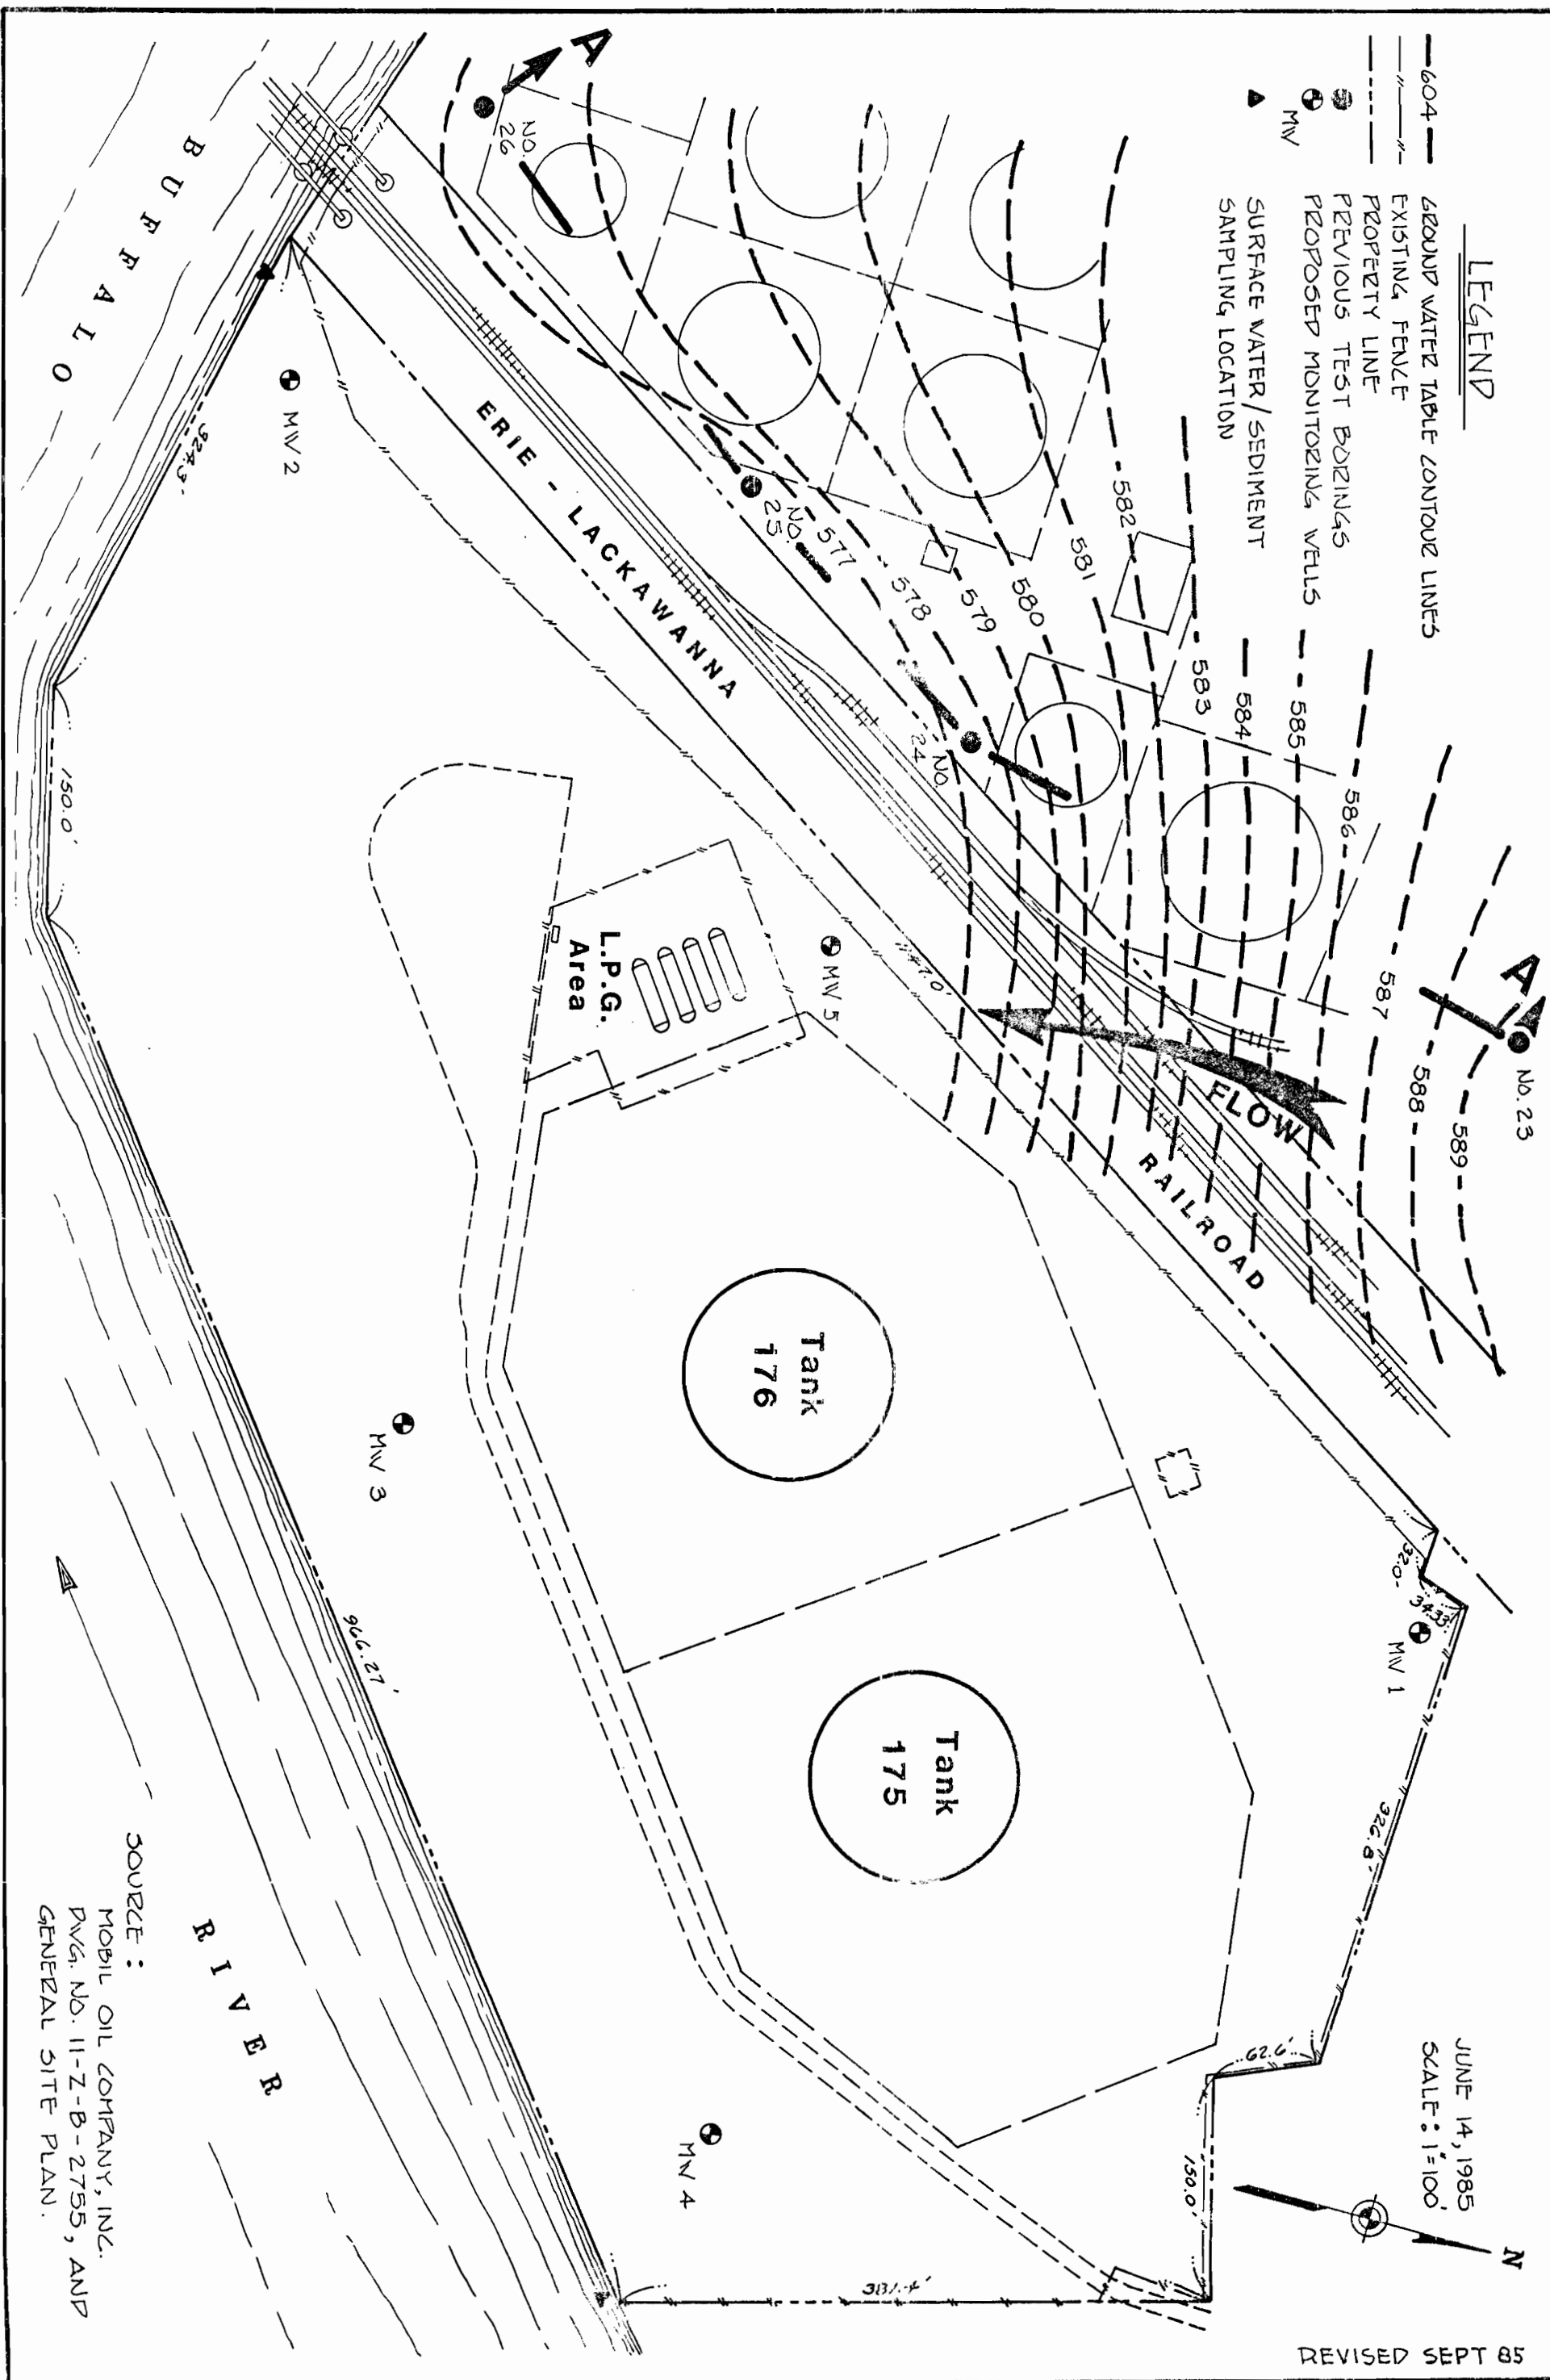 LEGEND
604 GROUND WATER TABLE CONTOUR LINES
EXISTING FENCE
PROPERTY LINE
PREVIOUS TEST BORINGS
MW PROPOSED MONITORING WELLS
SURFACE WATER/SEDIMENT
SAMPLING LOCATION
JUNE 14, 1985
SCALE: 1"=100'
N
A
NO. 23
A
NO.
26
NO.
25
NO.
24
577
578
579
580
581
582
583
584
585
586
587
588
589
FLOW
ERIE - LACKAWANNA
RAILROAD
MW 1
MW 2
MW 3
MW 4
MW 5
L.P.G.
Area
Tank
176
Tank
175
150.0'
966.27'
32.0
34.33'
326.8'
62.6'
150.0'
BUFFALO
RIVER
SOURCE:
MOBIL OIL COMPANY, INC.
DWG. NO. 11-Z-B-2755, AND
GENERAL SITE PLAN.
REVISED SEPT 85